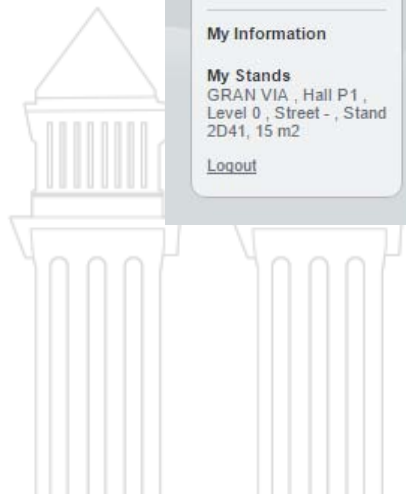 My Information
My Stands
GRAN VIA , Hall P1 ,
Level 0 , Street - , Stand
2D41, 15 m2
Logout